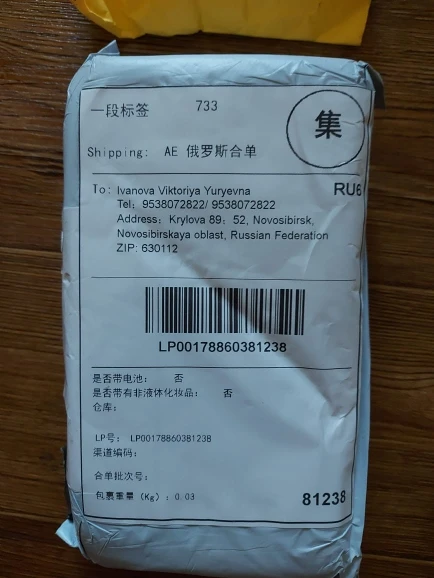 一段标签 733
集
Shipping: AE 俄罗斯合单
To: Ivanova Viktoriya Yuryevna RU6
Tel: 9538072822/ 9538072822
Address: Krylova 89; 52, Novosibirsk,
Novosibirskaya oblast, Russian Federation
ZIP: 630112
LP00178860381238
是否带电池: 否
是否带有非液体化妆品: 否
仓库:
LP号: LP00178860381238
渠道编码:
合单批次号:
包裹重量 (Kg) : 0.03
81238